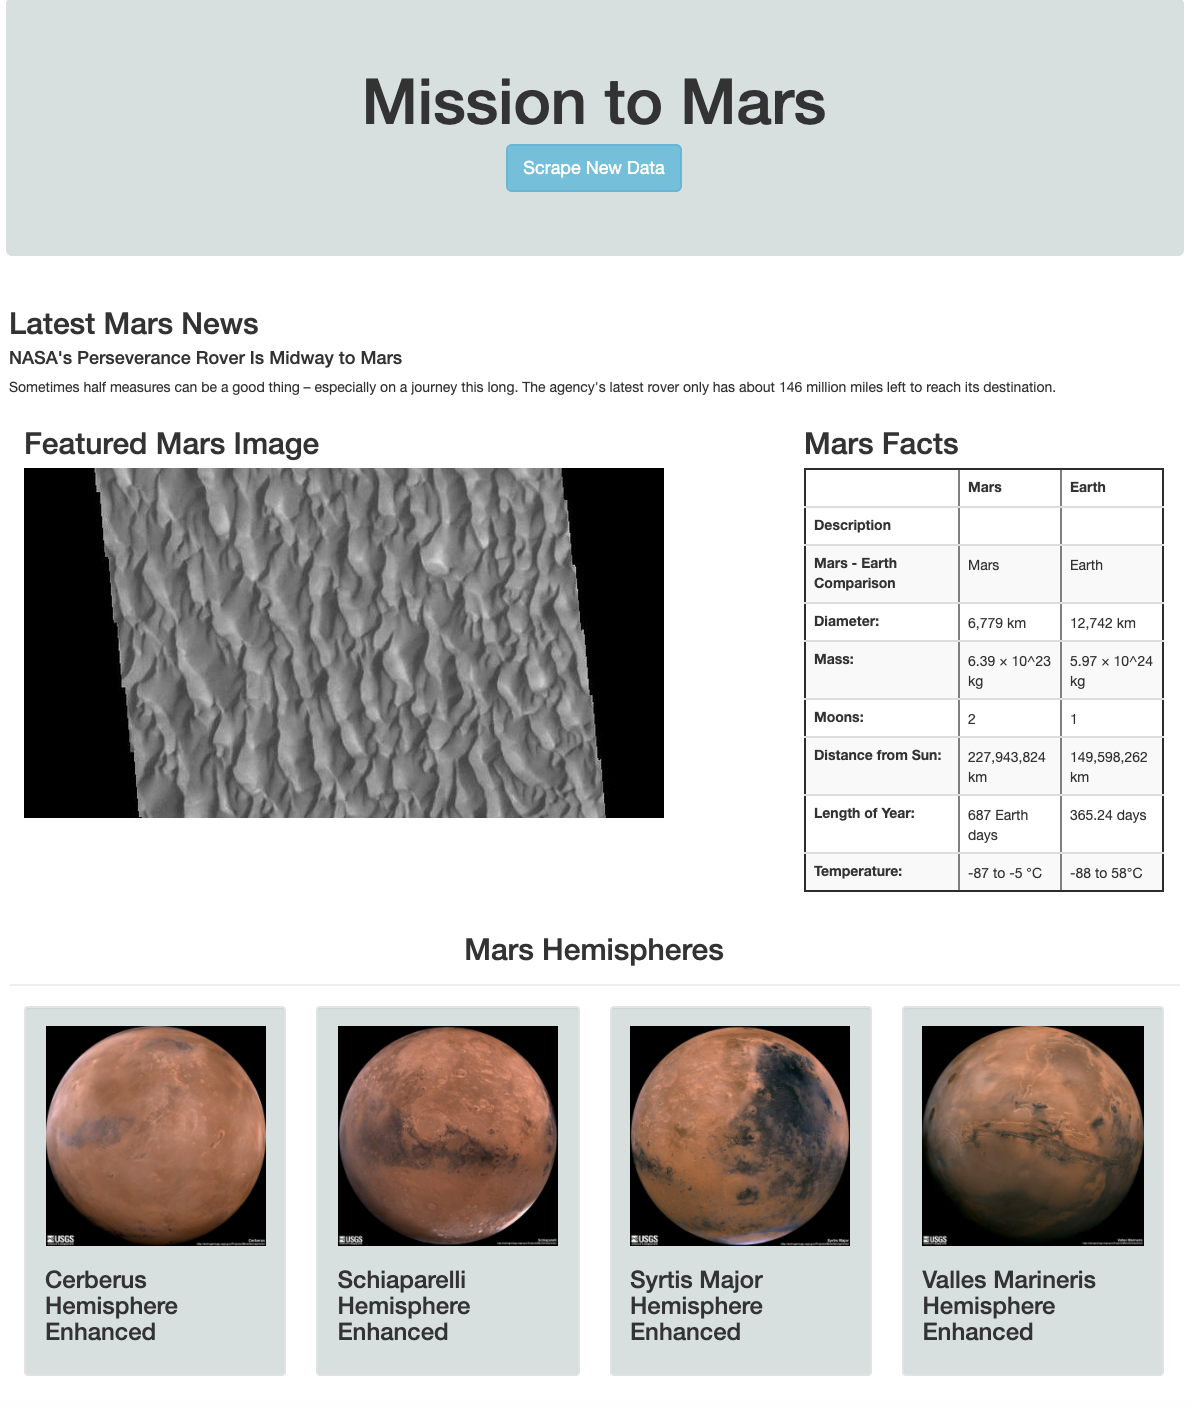 Mission to Mars
Scrape New Data
Latest Mars News
NASA's Perseverance Rover Is Midway to Mars
Sometimes half measures can be a good thing – especially on a journey this long. The agency's latest rover only has about 146 million miles left to reach its destination.
Featured Mars Image
Mars Facts
Mars Earth
Description
Mars - Earth
Comparison
Mars Earth
Diameter: 6,779 km 12,742 km
Mass: 6.39 × 10^23 5.97 × 10^24
kg kg
Moons: 2 1
Distance from Sun: 227,943,824 149,598,262
km km
Length of Year: 687 Earth 365.24 days
days
Temperature: -87 to -5 °C -88 to 58°C
Mars Hemispheres
USGS
Cerberus
USGS
Schiaparelli
USGS
Syrtis Major
USGS
Valles Marineris
Cerberus
Hemisphere
Enhanced
Schiaparelli
Hemisphere
Enhanced
Syrtis Major
Hemisphere
Enhanced
Valles Marineris
Hemisphere
Enhanced